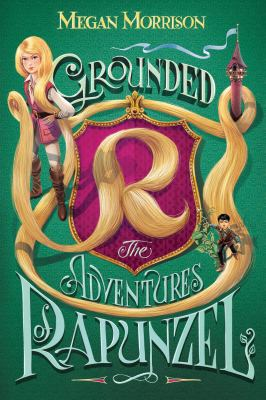 MEGAN MORRISON
GROUNDED
R
The
ADVENTURES
of
RAPUNZEL